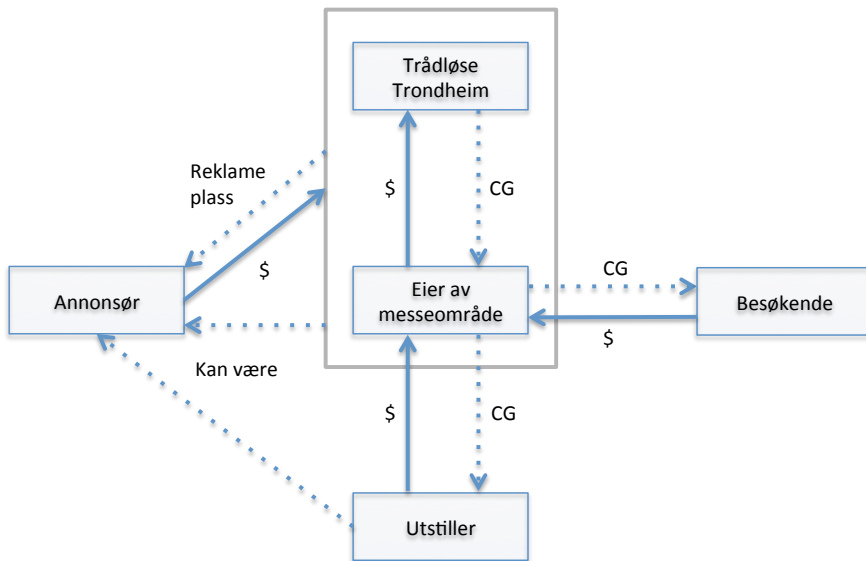 Trådløse
Trondheim
Reklame
plass
$
CG
$
CG
Annonsør
Eier av
messeområde
Besøkende
$
Kan være
$
CG
Utstiller